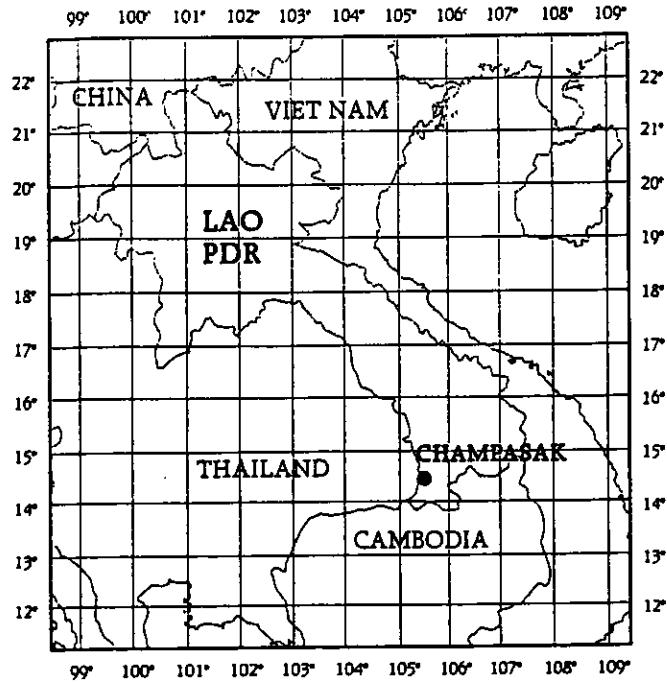 99° 100° 101° 102° 103° 104° 105° 106° 107° 108° 109°
22° 22°
CHINA VIET NAM
21° 21°
20° 20°
LAO
19° 19°
PDR
18° 18°
17° 17°
16° 16°
15° CHAMPASAK 15°
THAILAND
14° 14°
CAMBODIA
13° 13°
12° 12°
99° 100° 101° 102° 103° 104° 105° 106° 107° 108° 109°